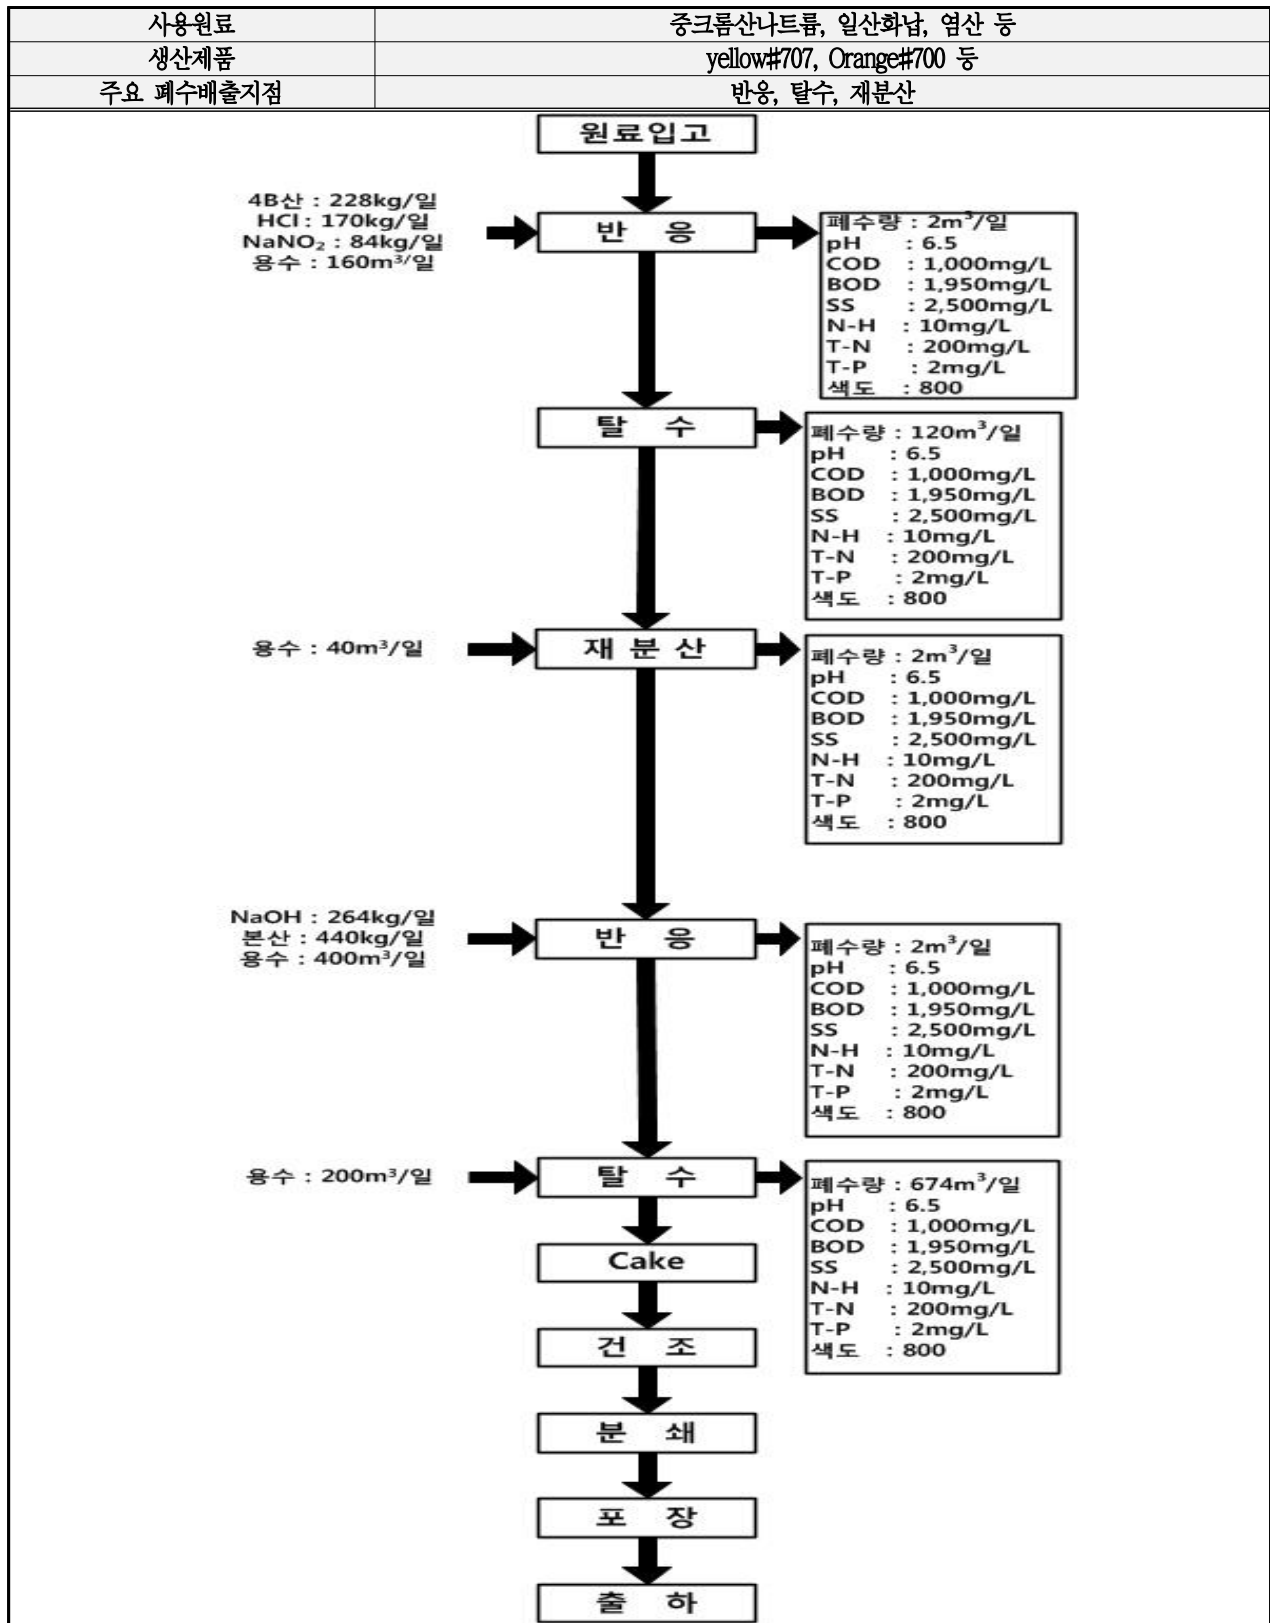 사용원료 중크롬산나트륨, 일산화납, 염산 등
생산제품 yellow#707, Orange#700 등
주요 폐수배출지점 반응, 탈수, 재분산
원료입고
4B산 : 228kg/일
HCl : 170kg/일
NaNO₂ : 84kg/일
용수 : 160m³/일
반 응
폐수량 : 2m³/일
pH : 6.5
COD : 1,000mg/L
BOD : 1,950mg/L
SS : 2,500mg/L
N-H : 10mg/L
T-N : 200mg/L
T-P : 2mg/L
색도 : 800
탈 수
폐수량 : 120m³/일
pH : 6.5
COD : 1,000mg/L
BOD : 1,950mg/L
SS : 2,500mg/L
N-H : 10mg/L
T-N : 200mg/L
T-P : 2mg/L
색도 : 800
용수 : 40m³/일
재 분 산
폐수량 : 2m³/일
pH : 6.5
COD : 1,000mg/L
BOD : 1,950mg/L
SS : 2,500mg/L
N-H : 10mg/L
T-N : 200mg/L
T-P : 2mg/L
색도 : 800
NaOH : 264kg/일
본산 : 440kg/일
용수 : 400m³/일
반 응
폐수량 : 2m³/일
pH : 6.5
COD : 1,000mg/L
BOD : 1,950mg/L
SS : 2,500mg/L
N-H : 10mg/L
T-N : 200mg/L
T-P : 2mg/L
색도 : 800
용수 : 200m³/일
탈 수
폐수량 : 674m³/일
pH : 6.5
COD : 1,000mg/L
BOD : 1,950mg/L
SS : 2,500mg/L
N-H : 10mg/L
T-N : 200mg/L
T-P : 2mg/L
색도 : 800
Cake
건 조
분 쇄
포 장
출 하